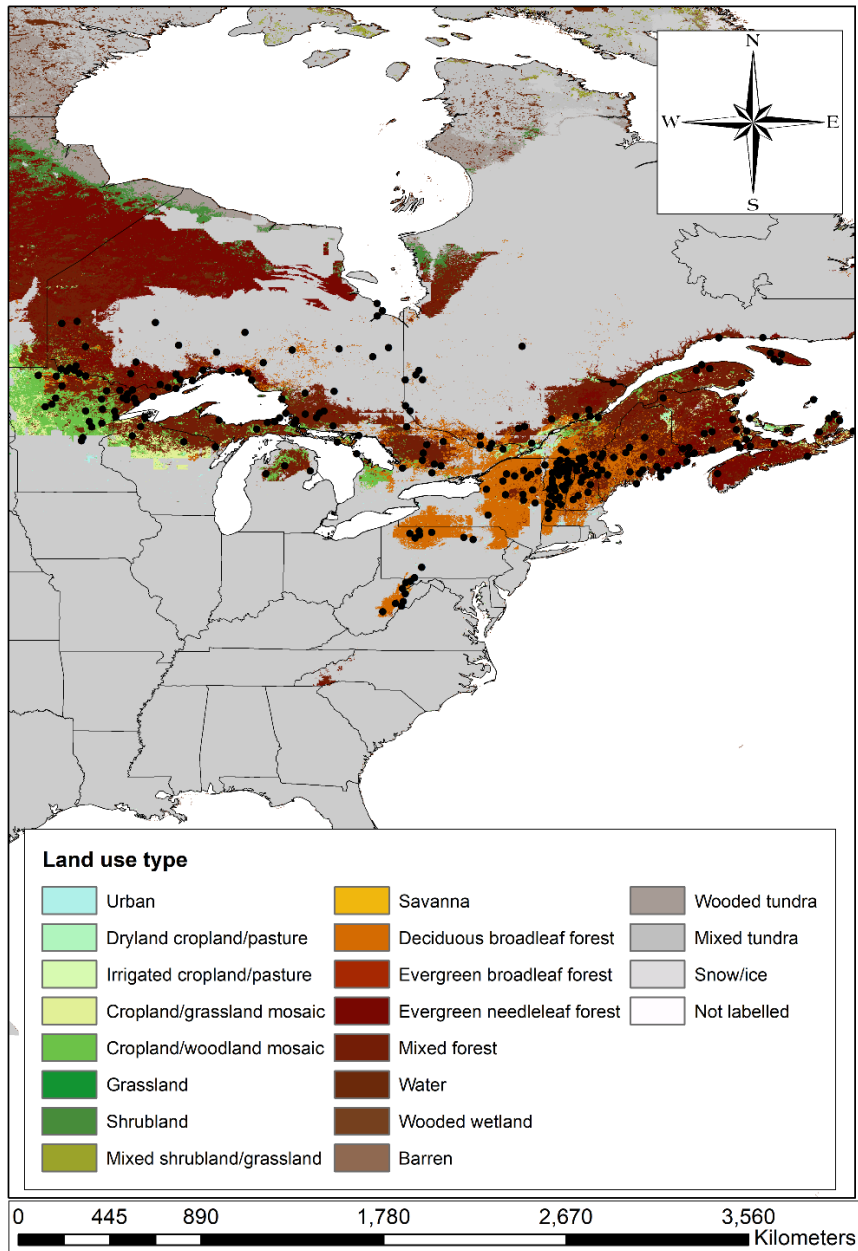 N
W E
S
Land use type
Urban
Dryland cropland/pasture
Irrigated cropland/pasture
Cropland/grassland mosaic
Cropland/woodland mosaic
Grassland
Shrubland
Mixed shrubland/grassland
Savanna
Deciduous broadleaf forest
Evergreen broadleaf forest
Evergreen needleleaf forest
Mixed forest
Water
Wooded wetland
Barren
Wooded tundra
Mixed tundra
Snow/ice
Not labelled
0 445 890 1,780 2,670 3,560
Kilometers